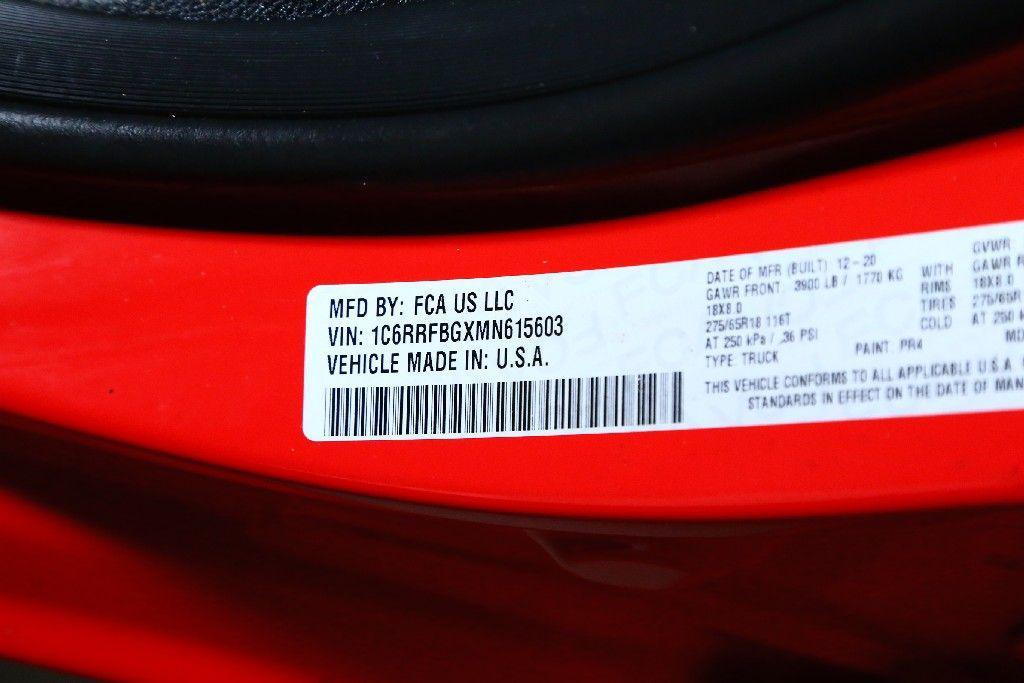 MFD BY: FCA US LLC
VIN: 1C6RRFBGXMN615603
VEHICLE MADE IN: U.S.A.
DATE OF MFR (BUILT) 12-20
GAWR FRONT: 3900 LB / 1770 KG WITH
18X8.0 RIMS
275/65R18 116T TIRES
AT 250 kPa / 36 PSI COLD
TYPE: TRUCK PAINT: PR4
GVWR:
GAWR R
18X8.0
275/65R
AT 250
THIS VEHICLE CONFORMS TO ALL APPLICABLE U.S.A.
STANDARDS IN EFFECT ON THE DATE OF MAN